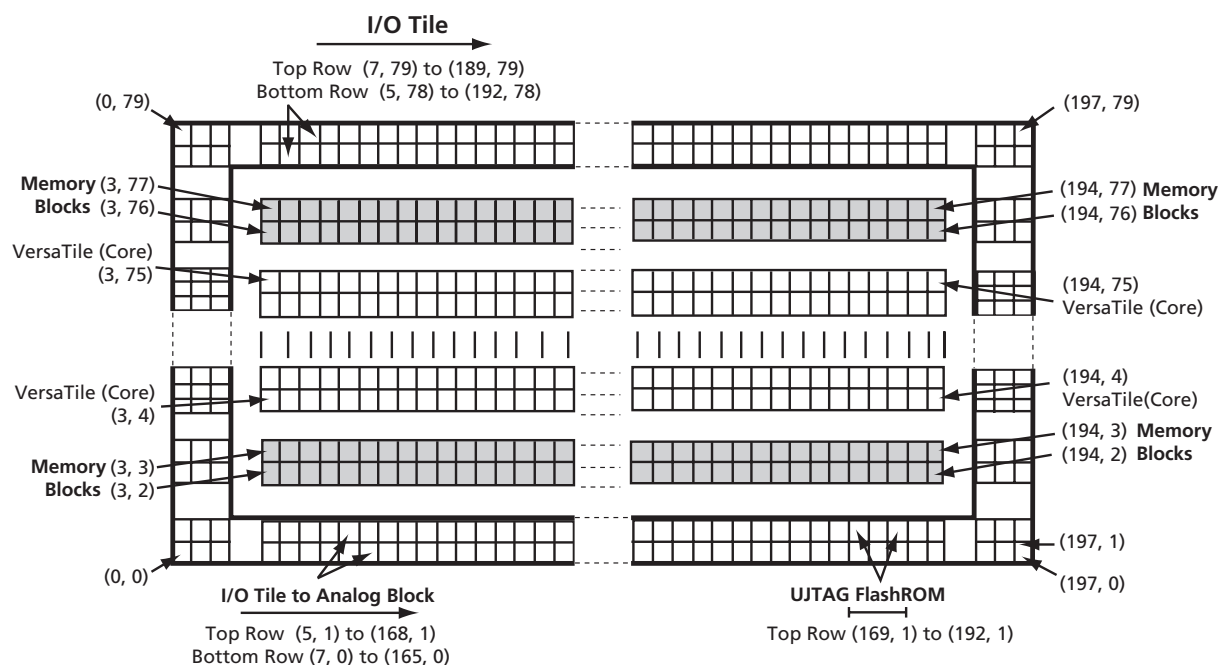 I/O Tile
Top Row (7, 79) to (189, 79)
Bottom Row (5, 78) to (192, 78)
(0, 79)
(197, 79)
Memory (3, 77)
Blocks (3, 76)
(194, 77) Memory
(194, 76) Blocks
VersaTile (Core)
(3, 75)
(194, 75)
VersaTile (Core)
VersaTile (Core)
(3, 4)
(194, 4)
VersaTile(Core)
Memory (3, 3)
Blocks (3, 2)
(194, 3) Memory
(194, 2) Blocks
(197, 1)
(0, 0)
(197, 0)
I/O Tile to Analog Block
Top Row (5, 1) to (168, 1)
Bottom Row (7, 0) to (165, 0)
UJTAG FlashROM
Top Row (169, 1) to (192, 1)